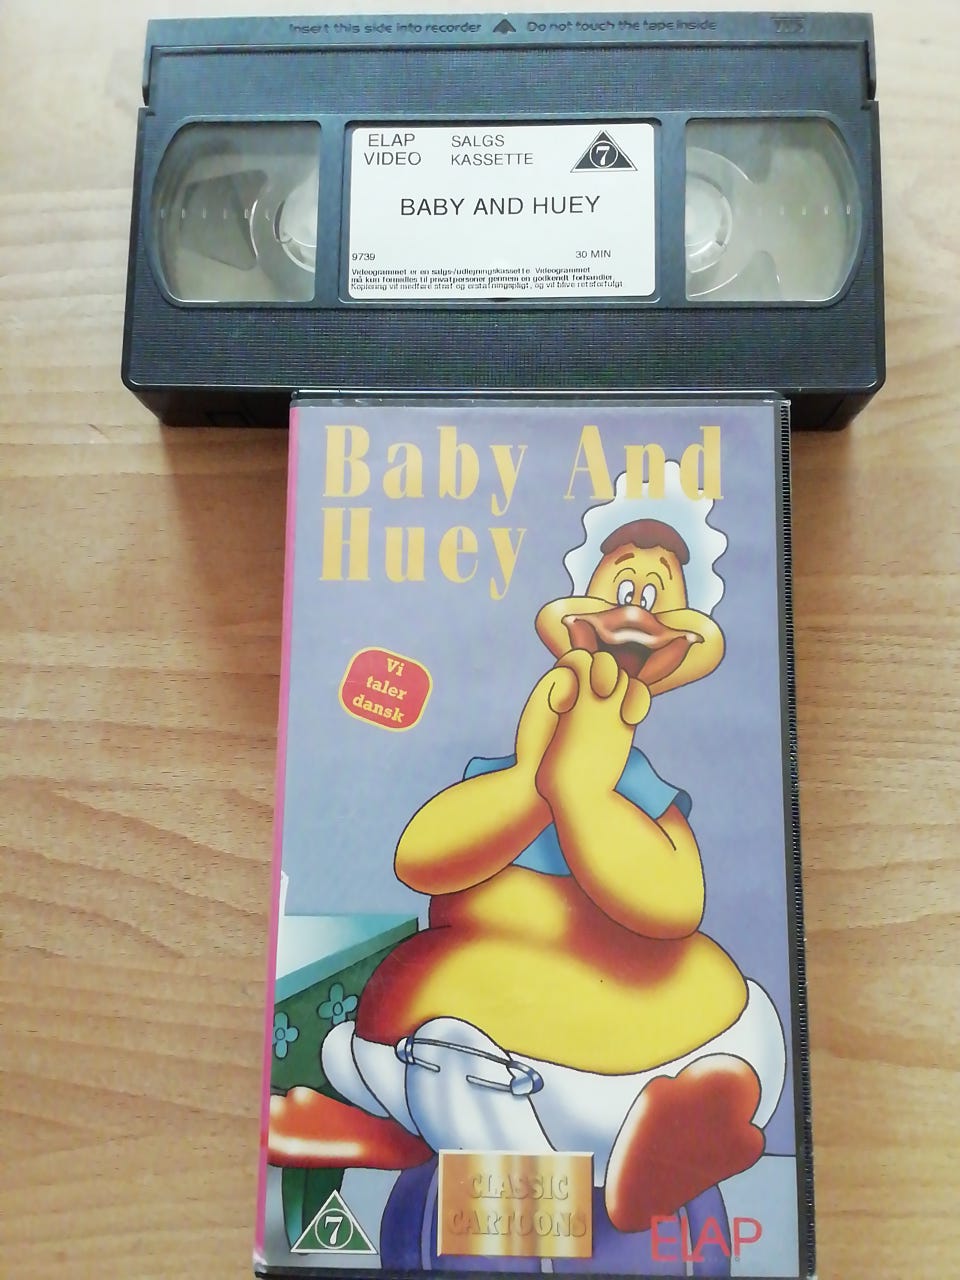 Insert this side into recorder Do not touch the tape inside VHS
ELAP SALGS
VIDEO KASSETTE
7
BABY AND HUEY
9739 30 MIN
Videogrammet er en salgs-/udlejningskassette. Videogrammet
må kun formidles til privatpersoner gennem en godkendt forhandler.
Kopiering vil medføre straf og erstatningspligt, og vil blive retsforfulgt
Baby And
Huey
Vi
taler
dansk
7
CLASSIC
CARTOONS
ELAP